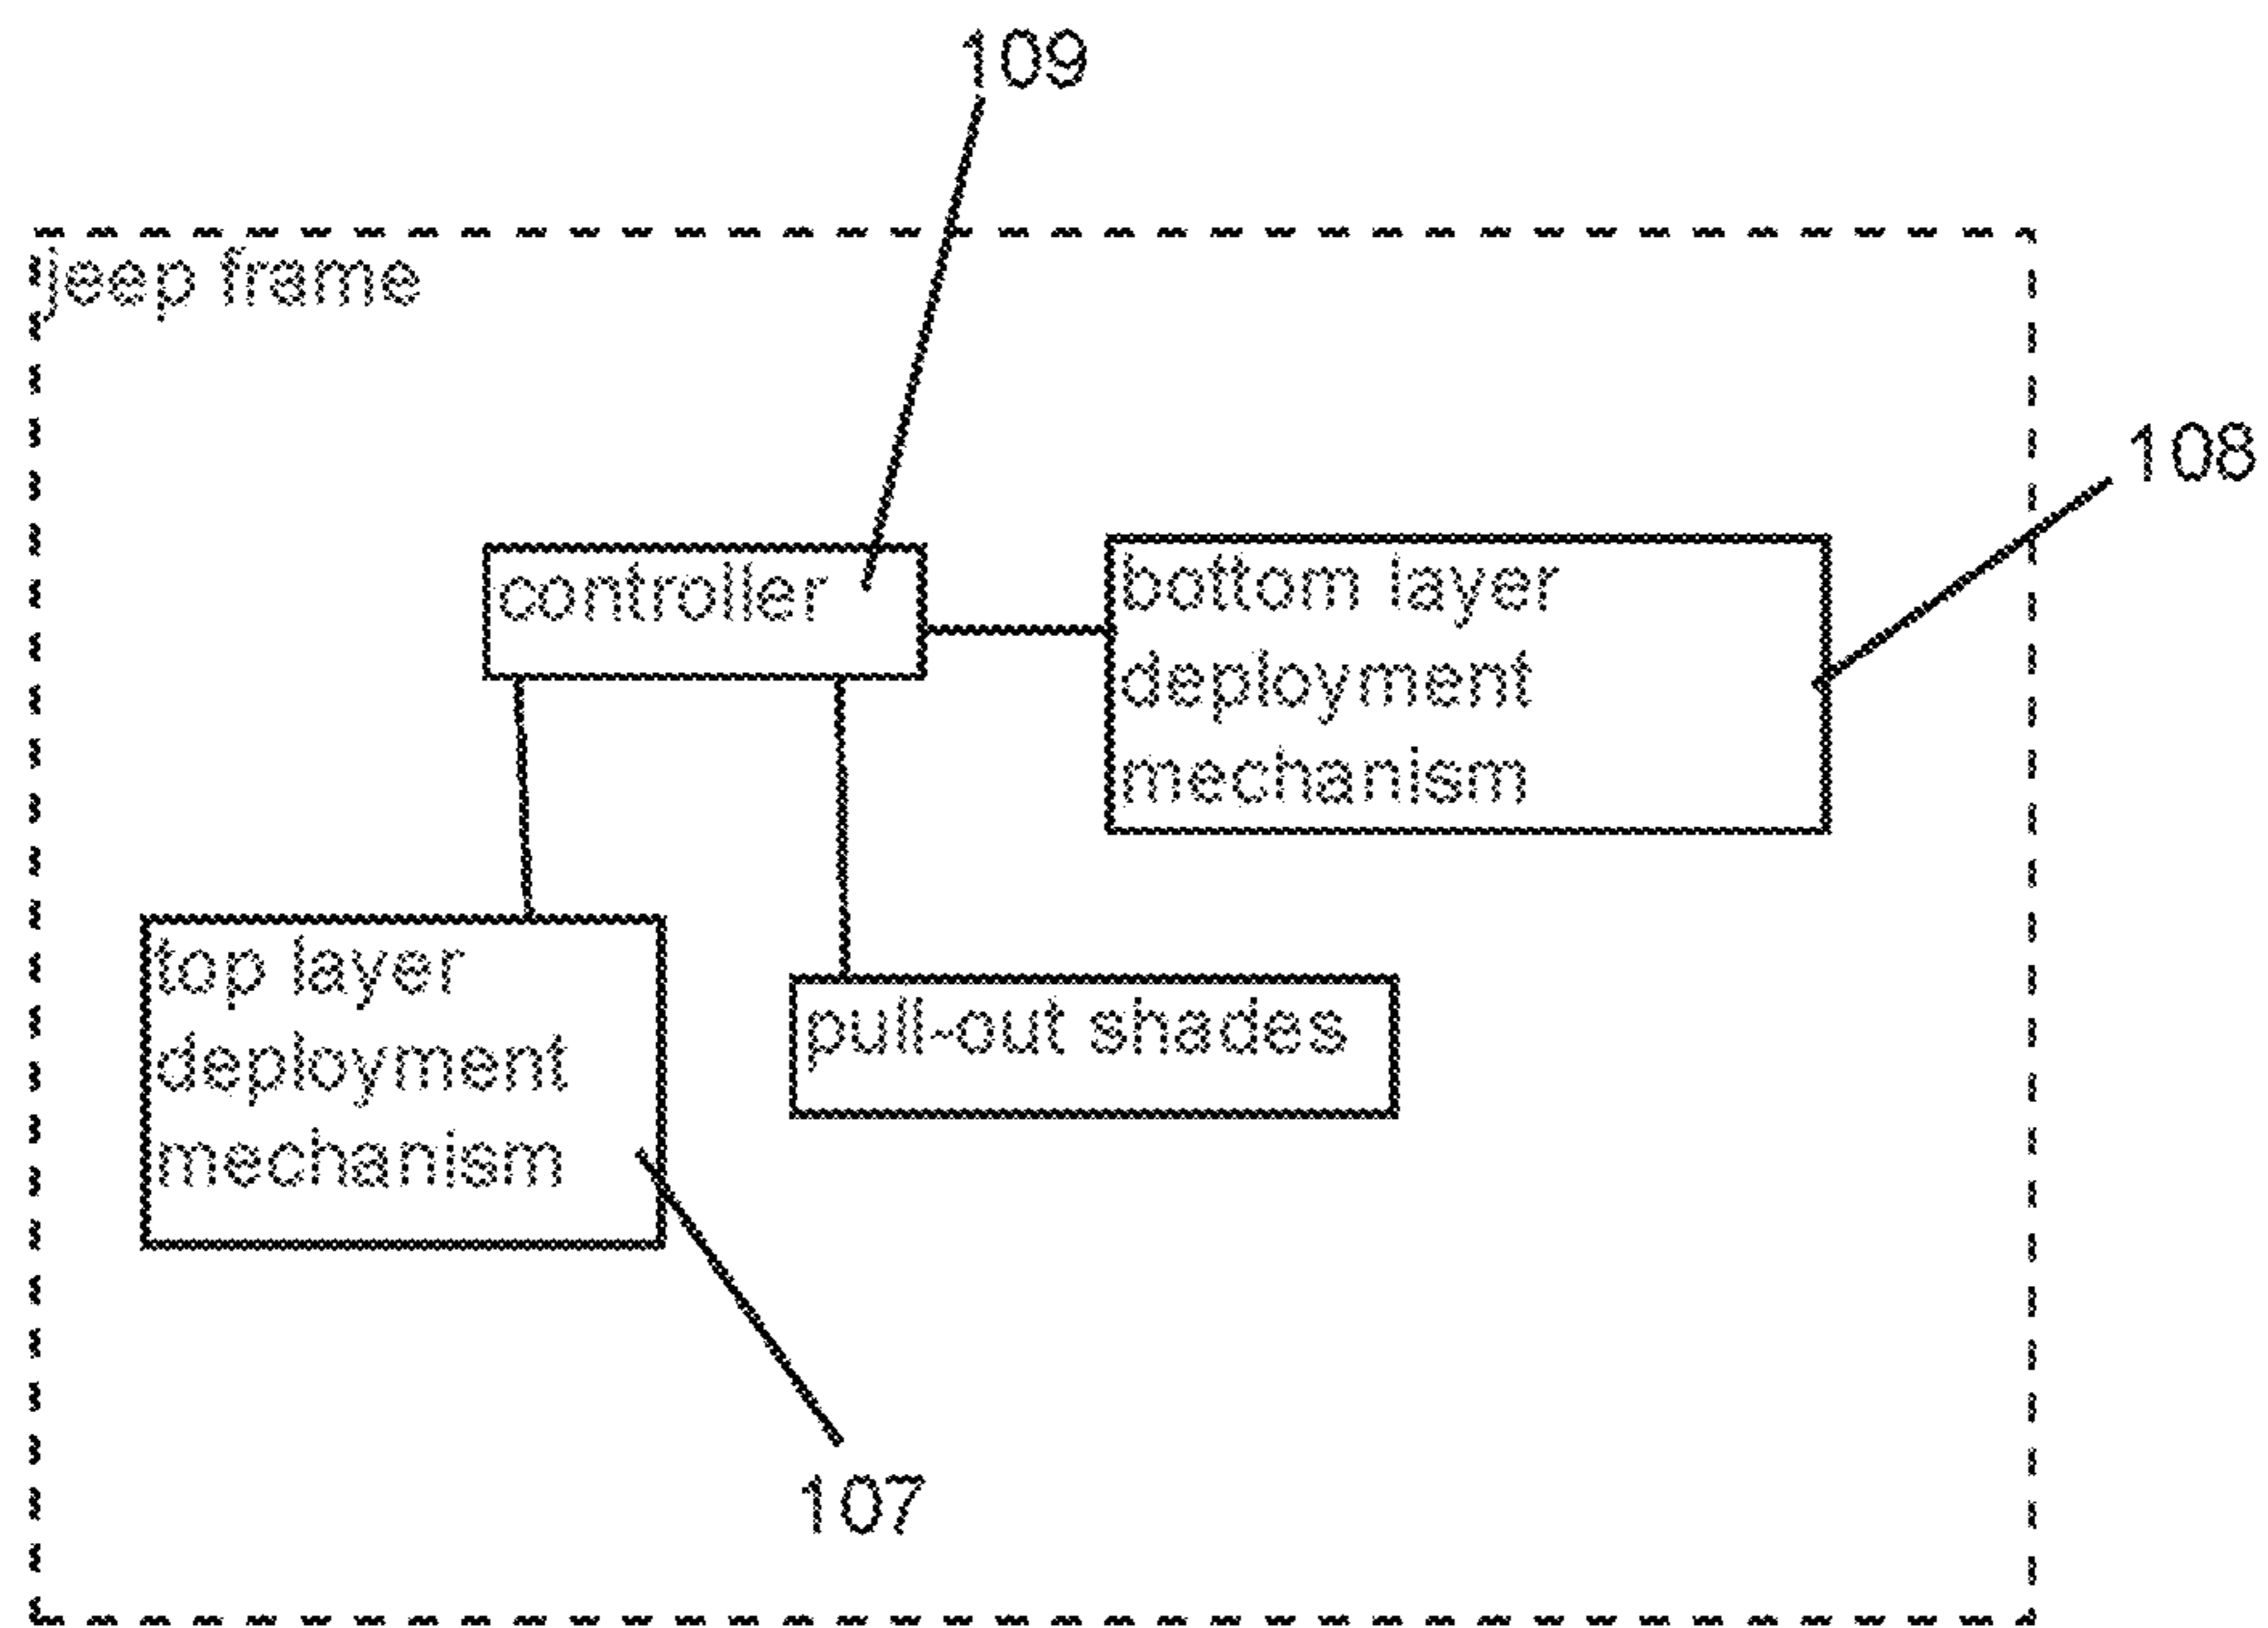 109
jeep frame
108
controller
bottom layer
deployment
mechanism
top layer
deployment
mechanism
pull-out shades
107